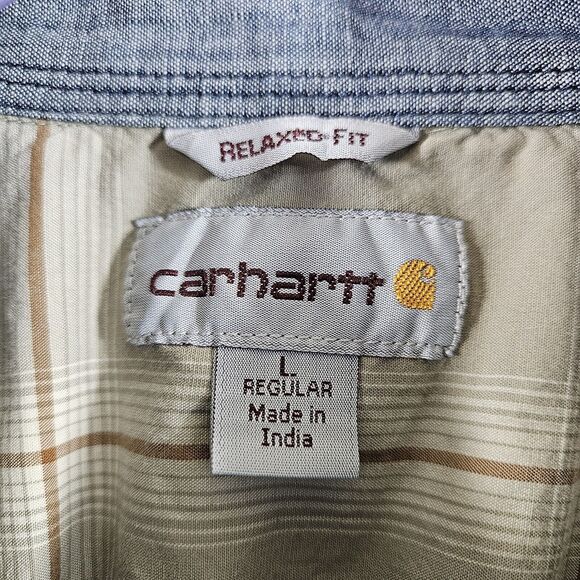 RELAXED FIT
carhartt
L
REGULAR
Made in
India